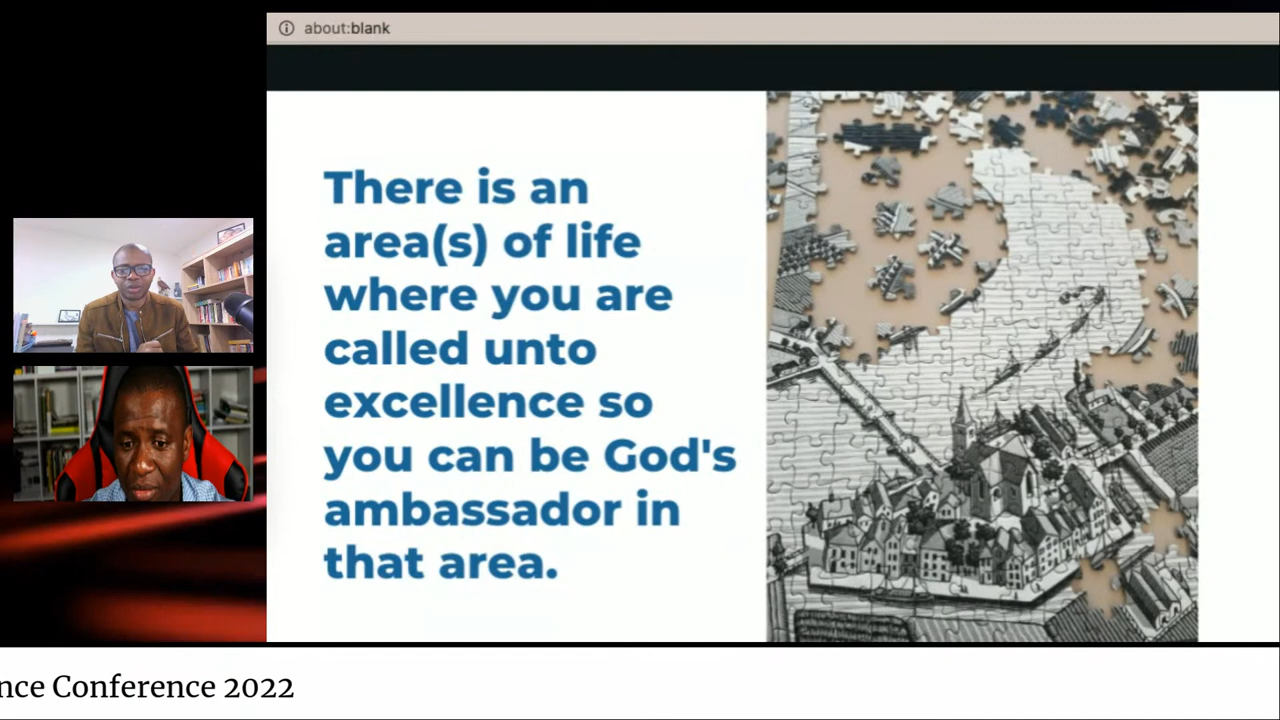 about:blank
There is an
area(s) of life
where you are
called unto
excellence so
you can be God's
ambassador in
that area.
nce Conference 2022